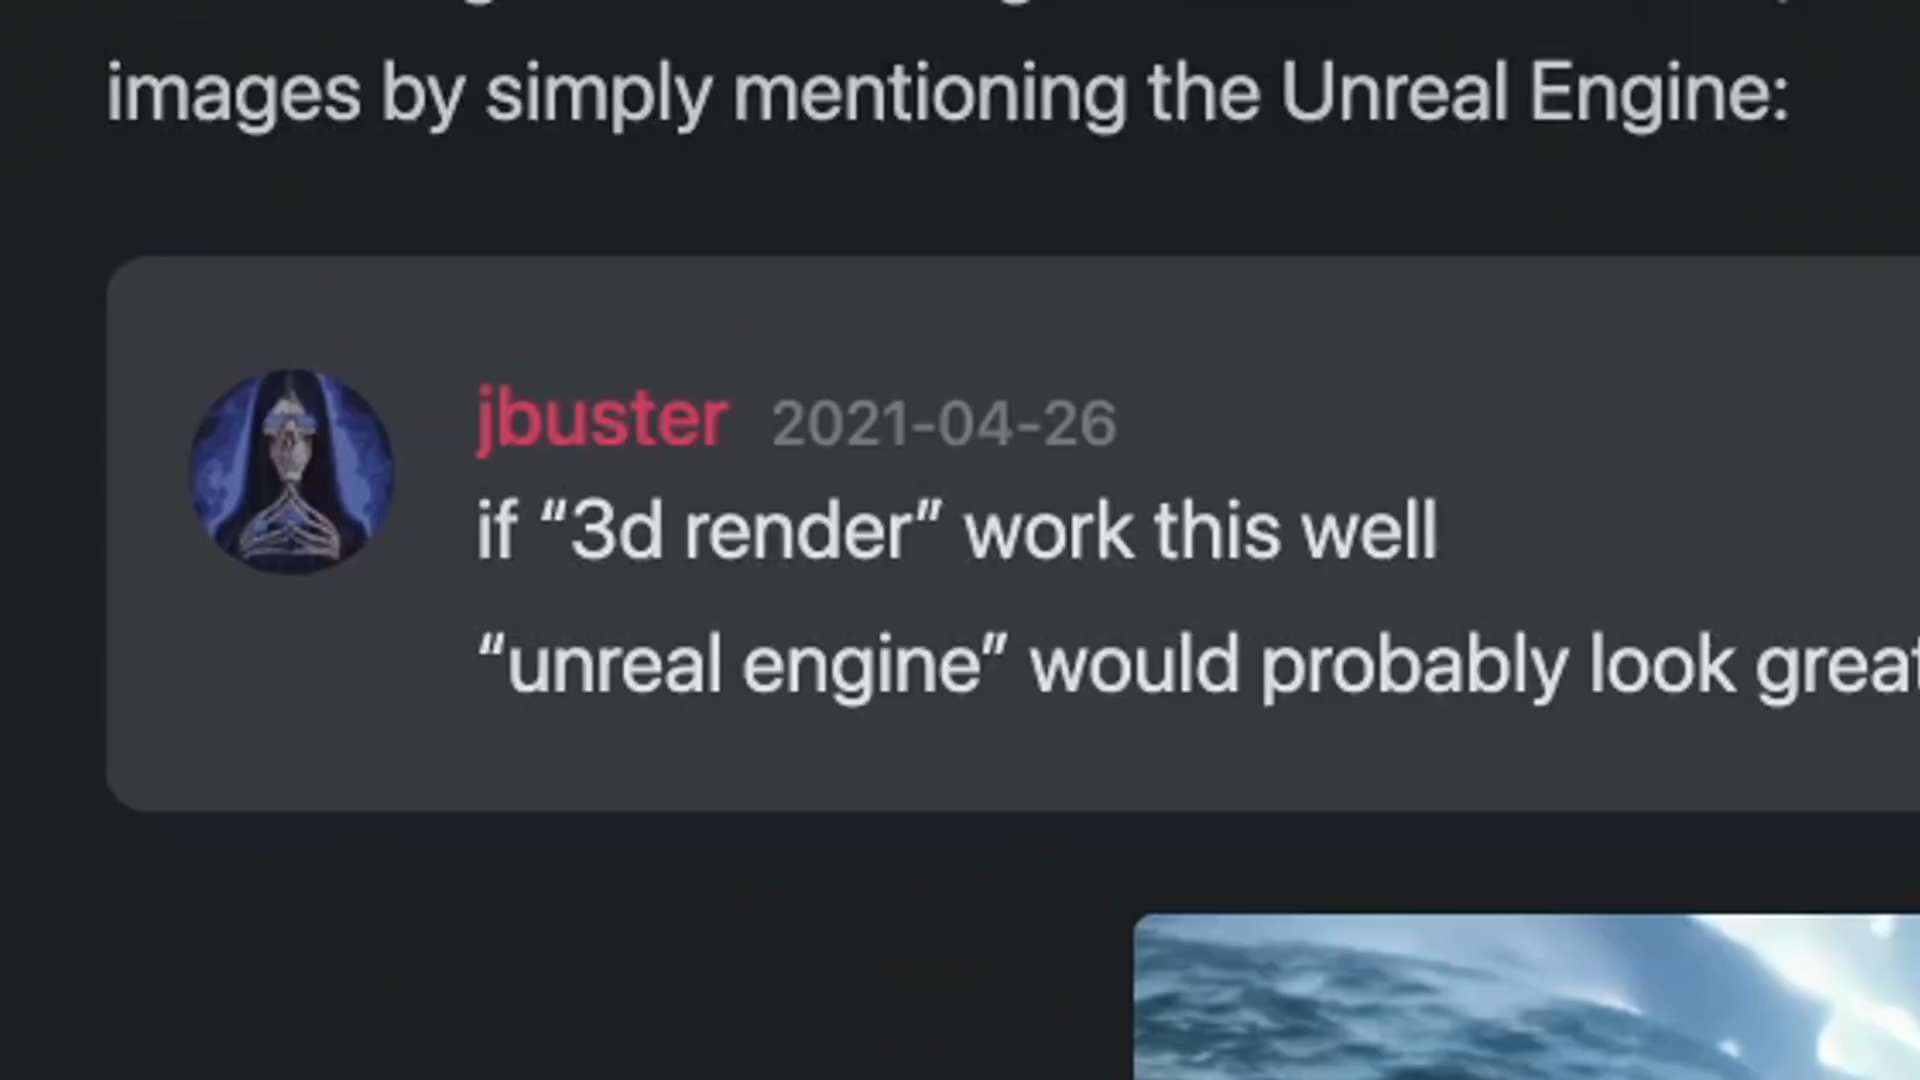 images by simply mentioning the Unreal Engine:
jbuster 2021-04-26
if “3d render” work this well
“unreal engine” would probably look great